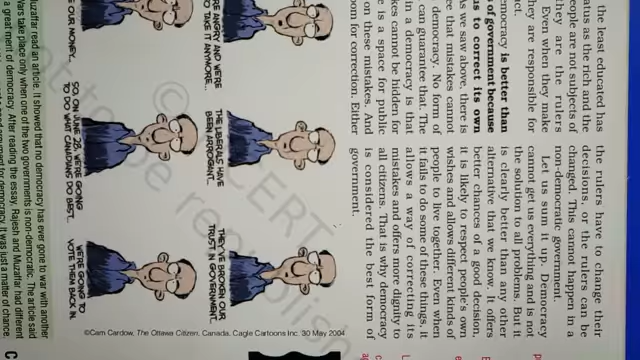 the least educated has
status as the rich and the
people are not subjects of
they are the rulers
Even when they make
they are responsible for
democracy is better than
of government because
us to correct its own
As we saw above, there is
that mistakes cannot
democracy. No form of
can guarantee that. The
in a democracy is that
cannot be hidden for
is a space for public
on these mistakes. And
room for correction. Either
the rulers have to change their
decisions, or the rulers can be
changed. This cannot happen in a
non-democratic government.
Let us sum it up. Democracy
cannot get us everything and is not
the solution to all problems. But it
is clearly better than any other
alternative that we know. It offers
better chances of a good decision,
it is likely to respect people's own
wishes and allows different kinds of
people to live together. Even when
it fails to do some of these things, it
allows a way of correcting its
mistakes and offers more dignity to
all citizens. That is why democracy
is considered the best form of
government.
ANGRY AND WE'RE
TO TAKE IT ANYMORE...
THE LIBERALS HAVE
BEEN ARROGANT...
THEY'VE BROKEN OUR
TRUST IN GOVERNMENT...
OUR MONEY...
SO, ON JUNE 28, WE'RE GOING
TO DO WHAT CANADIANS DO BEST.
WE'RE GOING TO
VOTE THEM BACK IN.
©Cam Cardow, The Ottawa Citizen, Canada, Cagle Cartoons Inc. 30 May 2004
Muzaffar read an article. It showed that no democracy has ever gone to war with another
Wars take place only when one of the two governments is non-democratic. The article said
a great merit of democracy. After reading the essay, Rajesh and Muzaffar had different
democracy. It was just a matter of chance.